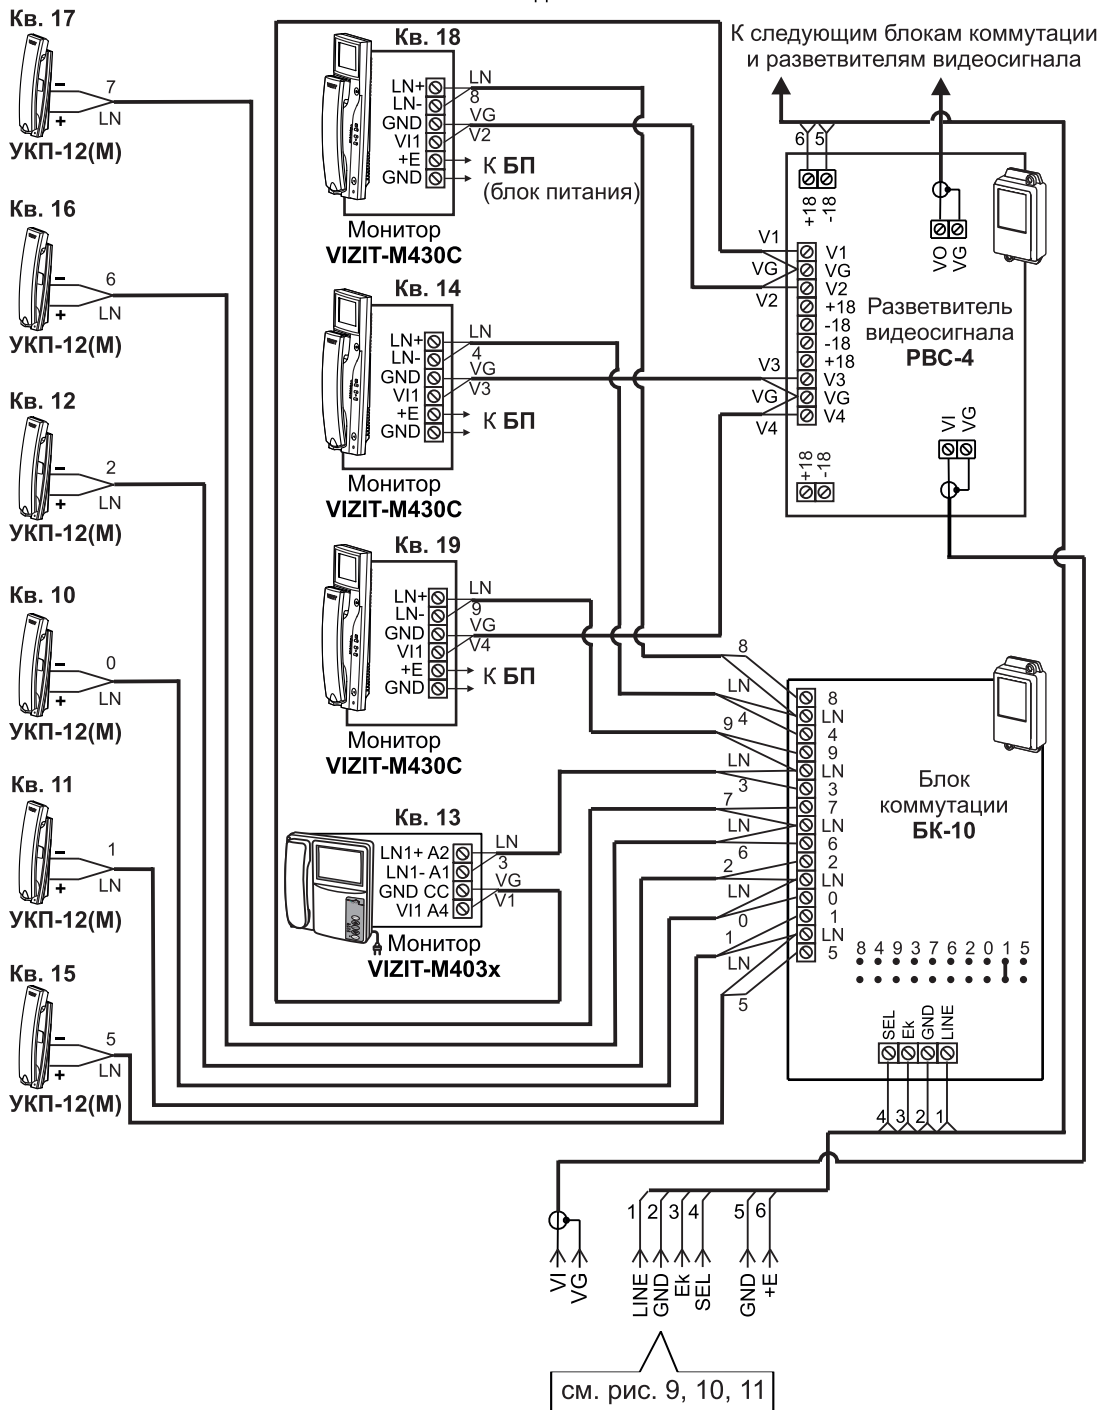 Кв. 17
–
7
+
LN
УКП-12(М)
Кв. 16
–
6
+
LN
УКП-12(М)
Кв. 12
–
2
+
LN
УКП-12(М)
Кв. 10
–
0
+
LN
УКП-12(М)
Кв. 11
–
1
+
LN
УКП-12(М)
Кв. 15
–
5
+
LN
УКП-12(М)
Кв. 18
LN+
LN
LN-
8
GND
VG
VI1
V2
+E
GND
К БП
(блок питания)
Монитор
VIZIT-M430C
Кв. 14
LN+
LN
LN-
4
GND
VG
VI1
V3
+E
GND
К БП
Монитор
VIZIT-M430C
Кв. 19
LN+
LN
LN-
9
GND
VG
VI1
V4
+E
GND
К БП
Монитор
VIZIT-M430C
Кв. 13
LN1+ A2
LN
LN1- A1
3
GND CC
VG
VI1 A4
V1
Монитор
VIZIT-M403x
К следующим блокам коммутации
и разветвителям видеосигнала
6
5
+18
-18
VO
VG
V1
VG
V2
V3
VG
V4
V1
VG
V2
+18
-18
-18
+18
V3
VG
V4
Разветвитель
видеосигнала
РВС-4
VI
VG
+18
-18
8
LN
4
9
LN
3
7
LN
6
2
LN
0
1
LN
5
8
LN
4
9
LN
3
7
LN
6
2
LN
0
1
LN
5
Блок
коммутации
БК-10
8 4 9 3 7 6 2 0 1 5
SEL
Ek
GND
LINE
4
3
2
1
1
2
3
4
5
6
VI
VG
LINE
GND
Ek
SEL
GND
+E
см. рис. 9, 10, 11